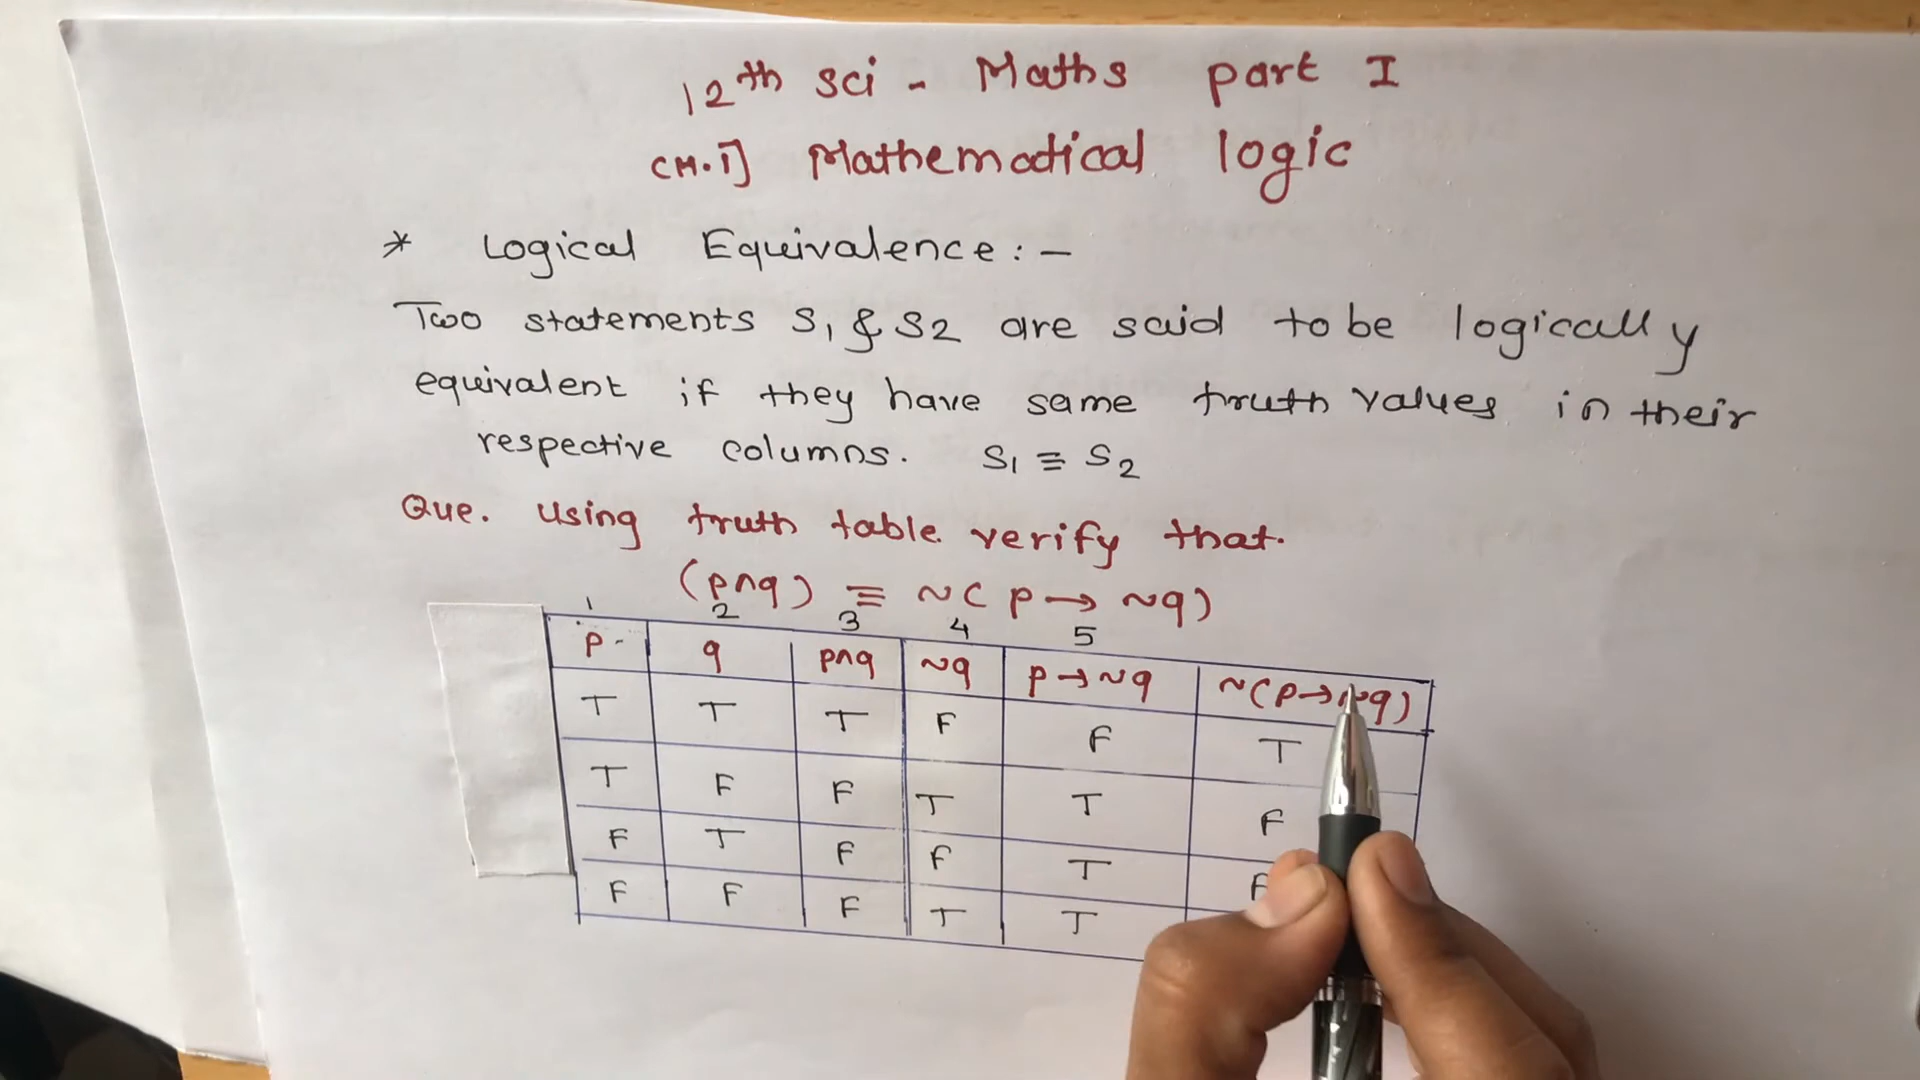 12th sci - Maths part I
CH.1] Mathematical logic
* Logical Equivalence : -
Two statements S1 & S2 are said to be logically
equivalent if they have same truth values in their
respective columns. S1 ≡ S2
Que. Using truth table verify that.
(p∧q) ≡ ~( p → ~q)
1 2 3 4 5
p q p∧q ~q p→~q ~(p→~q)
T T T F F T
T F F T T F
F T F F T F
F F F T T